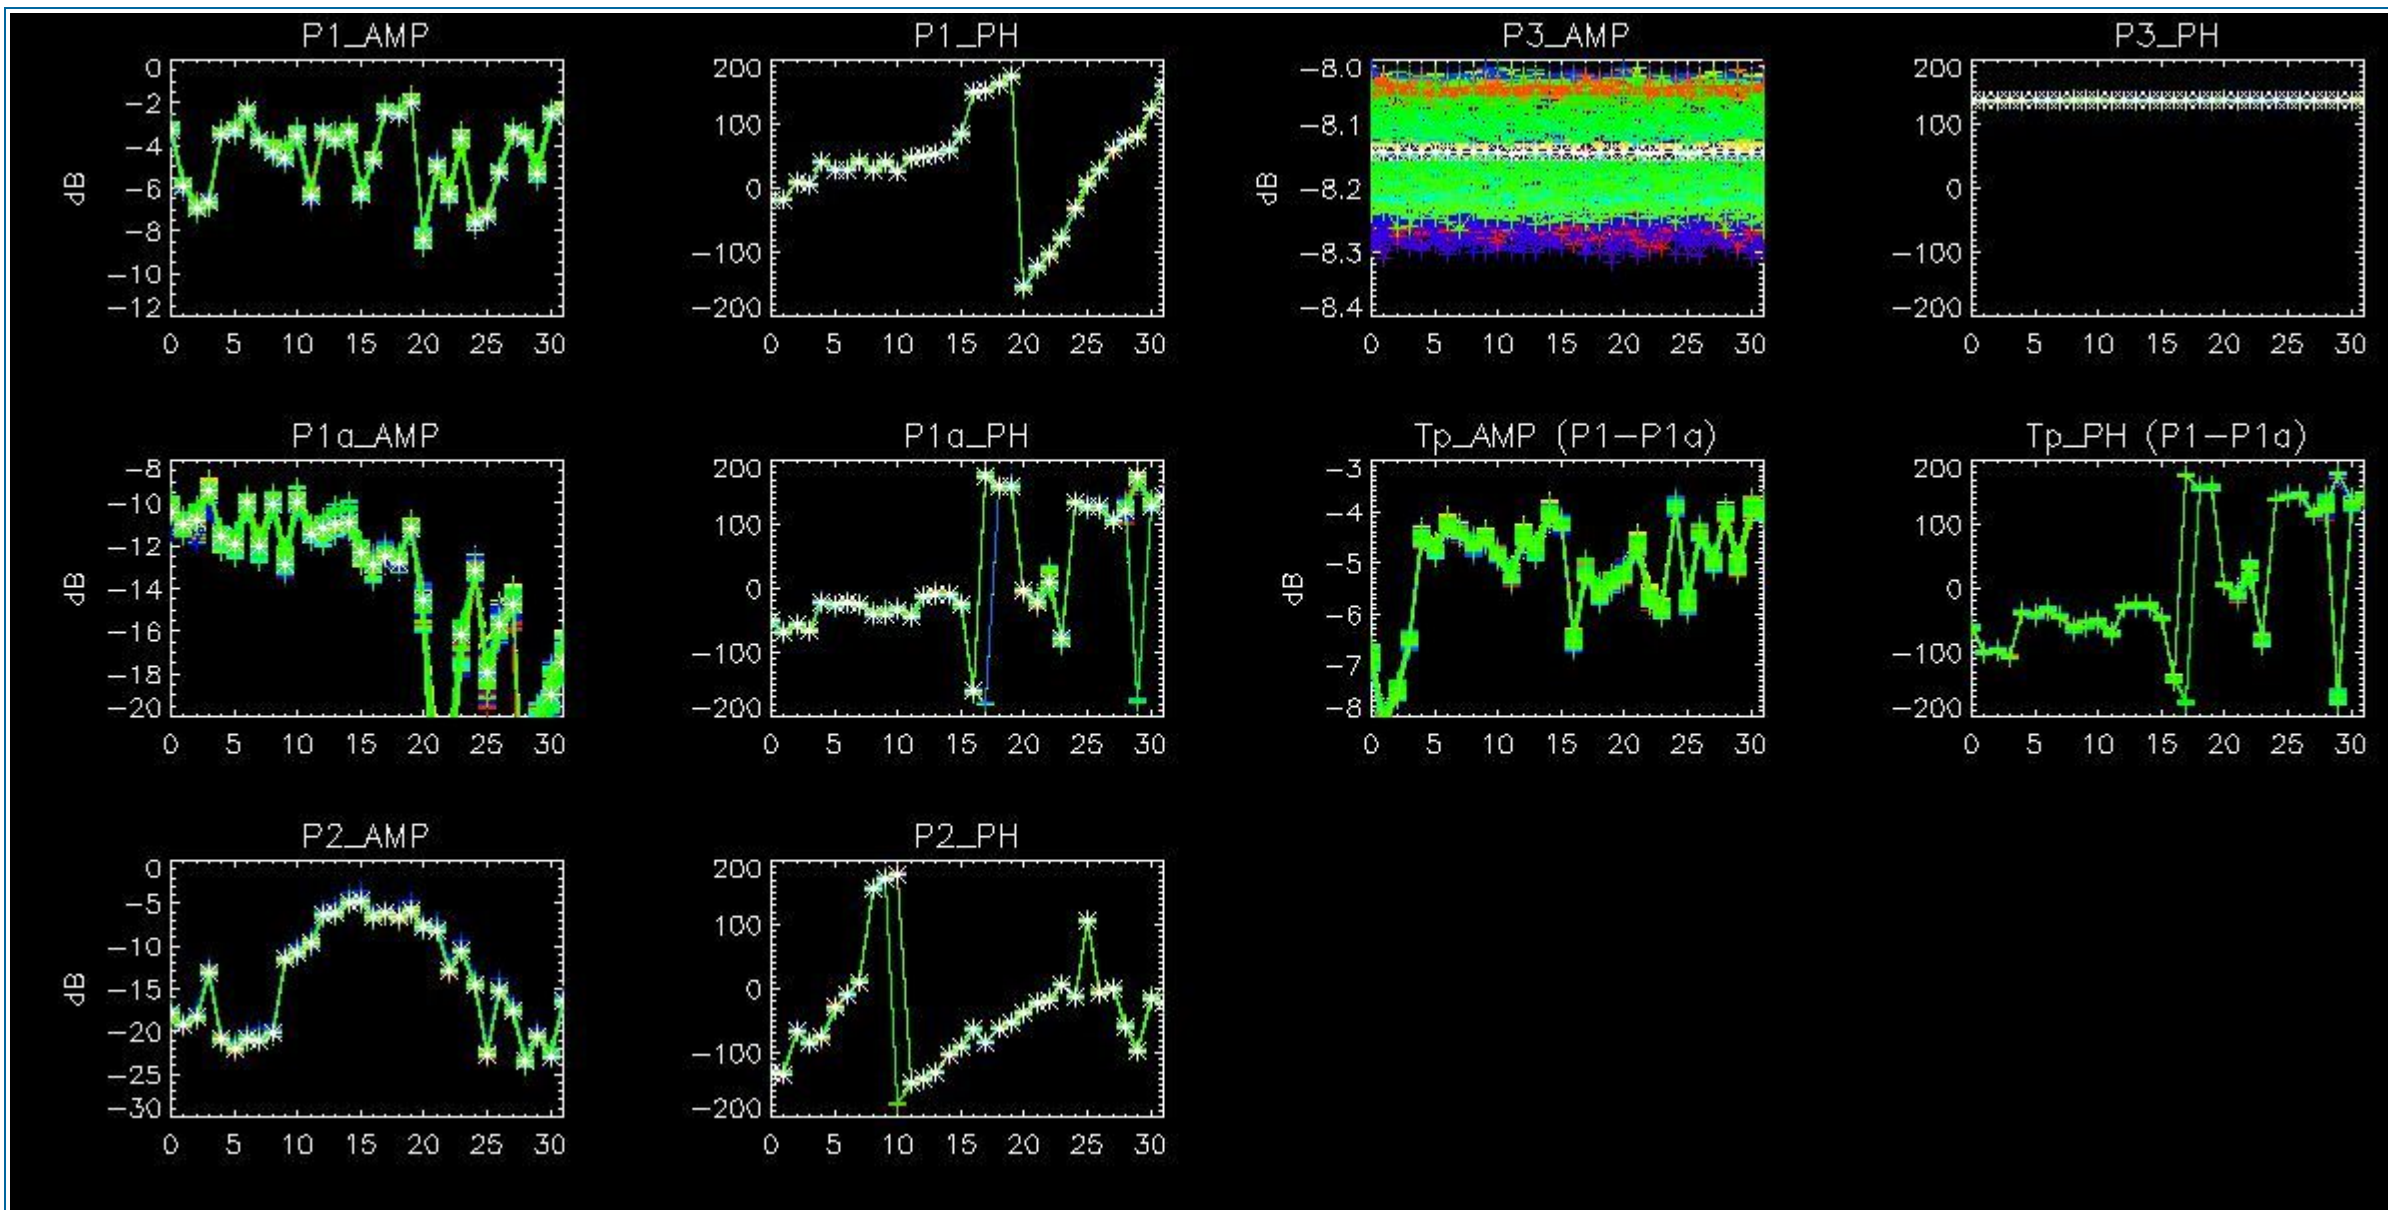 P1_AMP
0
−2
−4
−6
−8
−10
−12
dB
0 5 10 15 20 25 30
P1_PH
200
100
0
−100
−200
0 5 10 15 20 25 30
P3_AMP
−8.0
−8.1
−8.2
−8.3
−8.4
dB
0 5 10 15 20 25 30
P3_PH
200
100
0
−100
−200
0 5 10 15 20 25 30
P1a_AMP
−8
−10
−12
−14
−16
−18
−20
dB
0 5 10 15 20 25 30
P1a_PH
200
100
0
−100
−200
0 5 10 15 20 25 30
Tp_AMP (P1−P1a)
−3
−4
−5
−6
−7
−8
dB
0 5 10 15 20 25 30
Tp_PH (P1−P1a)
200
100
0
−100
−200
0 5 10 15 20 25 30
P2_AMP
0
−5
−10
−15
−20
−25
−30
dB
0 5 10 15 20 25 30
P2_PH
200
100
0
−100
−200
0 5 10 15 20 25 30